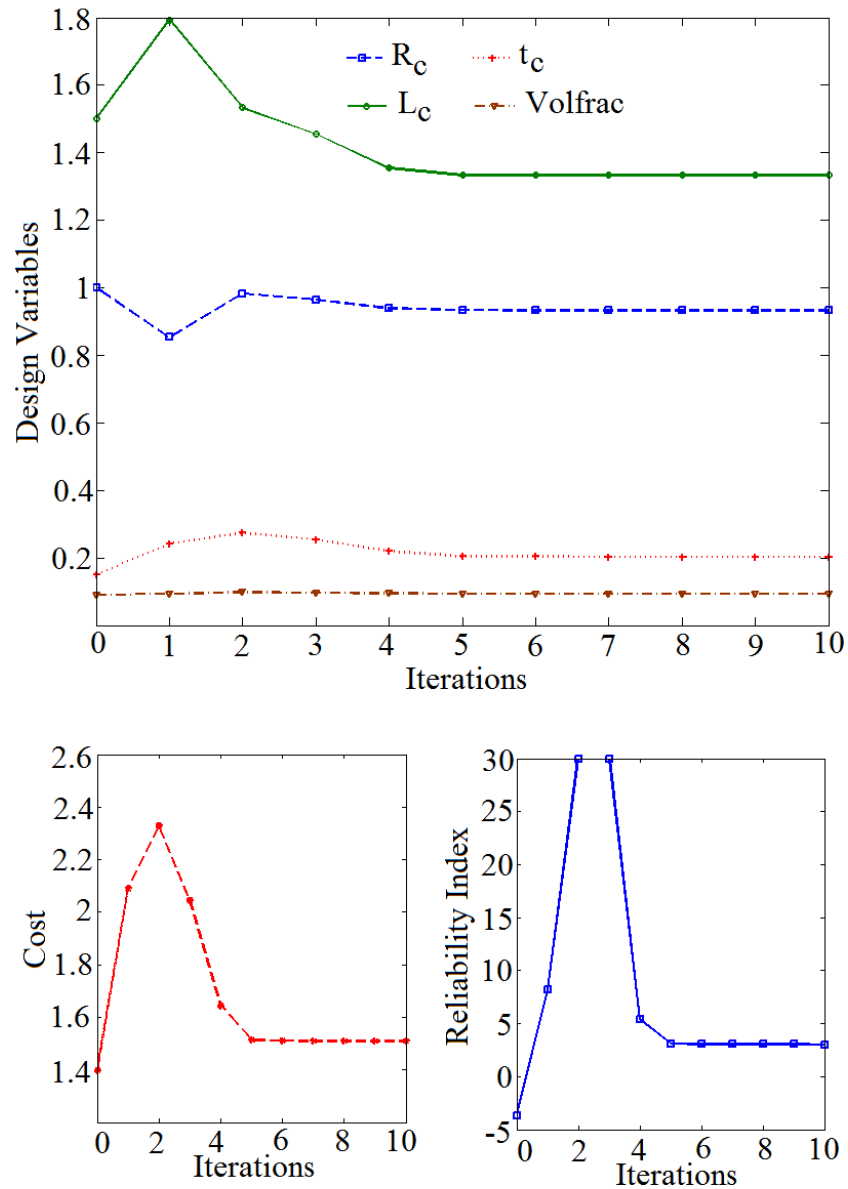 1.8
1.6
1.4
1.2
1
0.8
0.6
0.4
0.2
Design Variables
R_c
t_c
L_c
Volfrac
0 1 2 3 4 5 6 7 8 9 10
Iterations
2.6
2.4
2.2
2
1.8
1.6
1.4
Cost
0 2 4 6 8 10
Iterations
30
25
20
15
10
5
0
-5
Reliability Index
0 2 4 6 8 10
Iterations